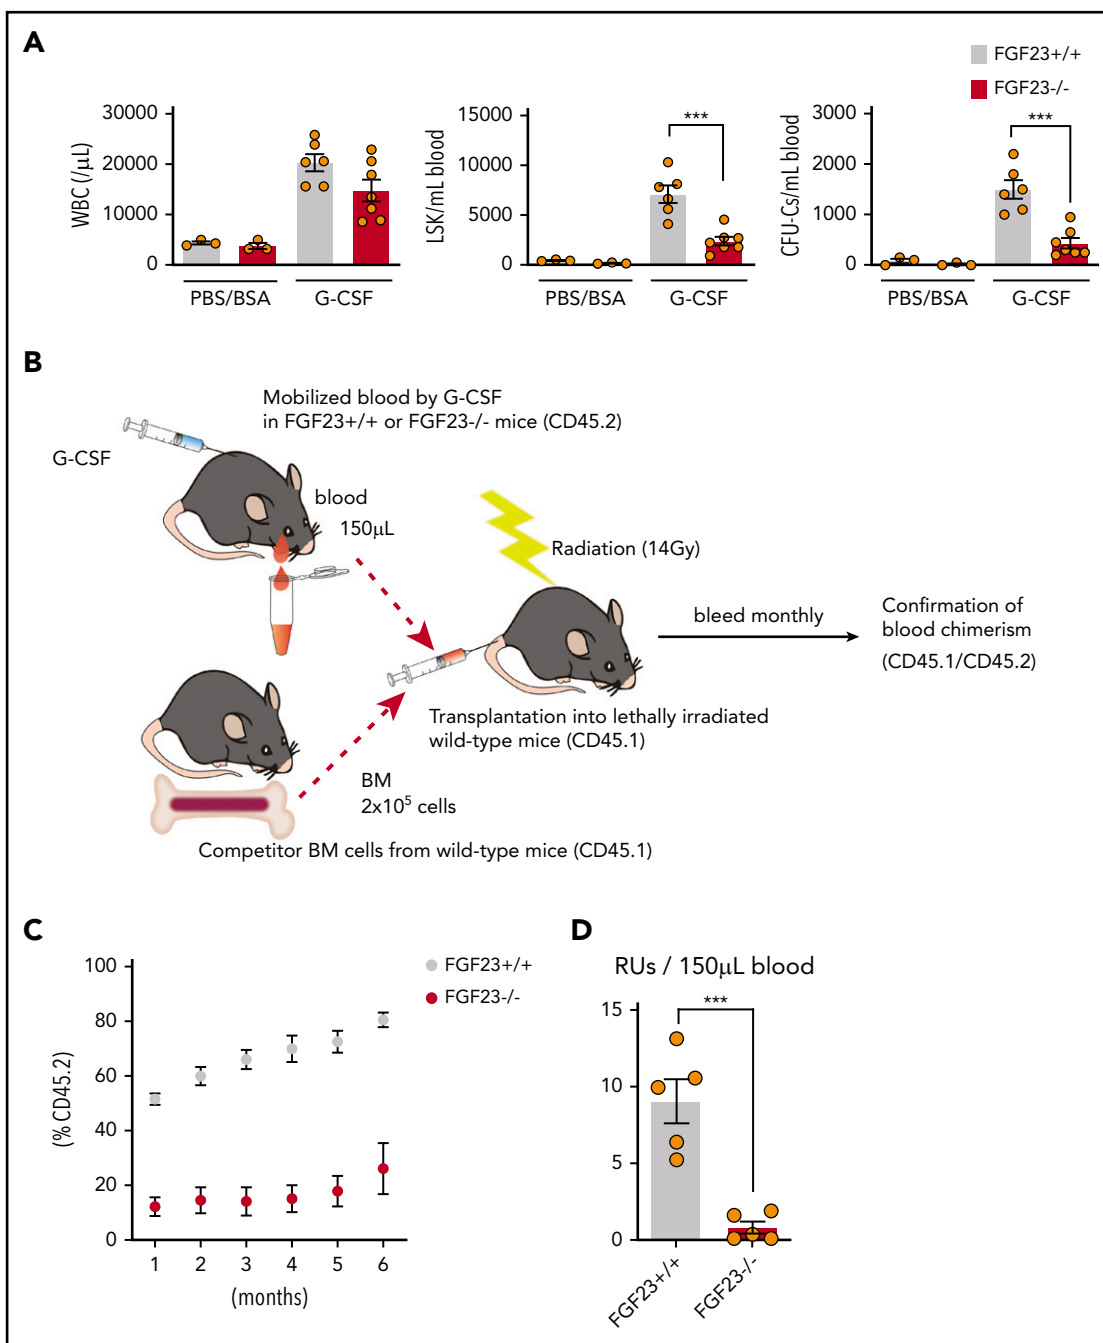 A
FGF23+/+
FGF23-/-
WBC (/μL)
30000
20000
10000
0
PBS/BSA
G-CSF
LSK/mL blood
15000
10000
5000
0
***
PBS/BSA
G-CSF
CFU-Cs/mL blood
3000
2000
1000
0
***
PBS/BSA
G-CSF
B
Mobilized blood by G-CSF
in FGF23+/+ or FGF23-/- mice (CD45.2)
G-CSF
blood
150μL
Radiation (14Gy)
bleed monthly
Confirmation of
blood chimerism
(CD45.1/CD45.2)
Transplantation into lethally irradiated
wild-type mice (CD45.1)
BM
2x10⁵ cells
Competitor BM cells from wild-type mice (CD45.1)
C
(% CD45.2)
100
80
60
40
20
0
1 2 3 4 5 6
(months)
FGF23+/+
FGF23-/-
D
RUs / 150μL blood
15
10
5
0
***
FGF23+/+
FGF23-/-